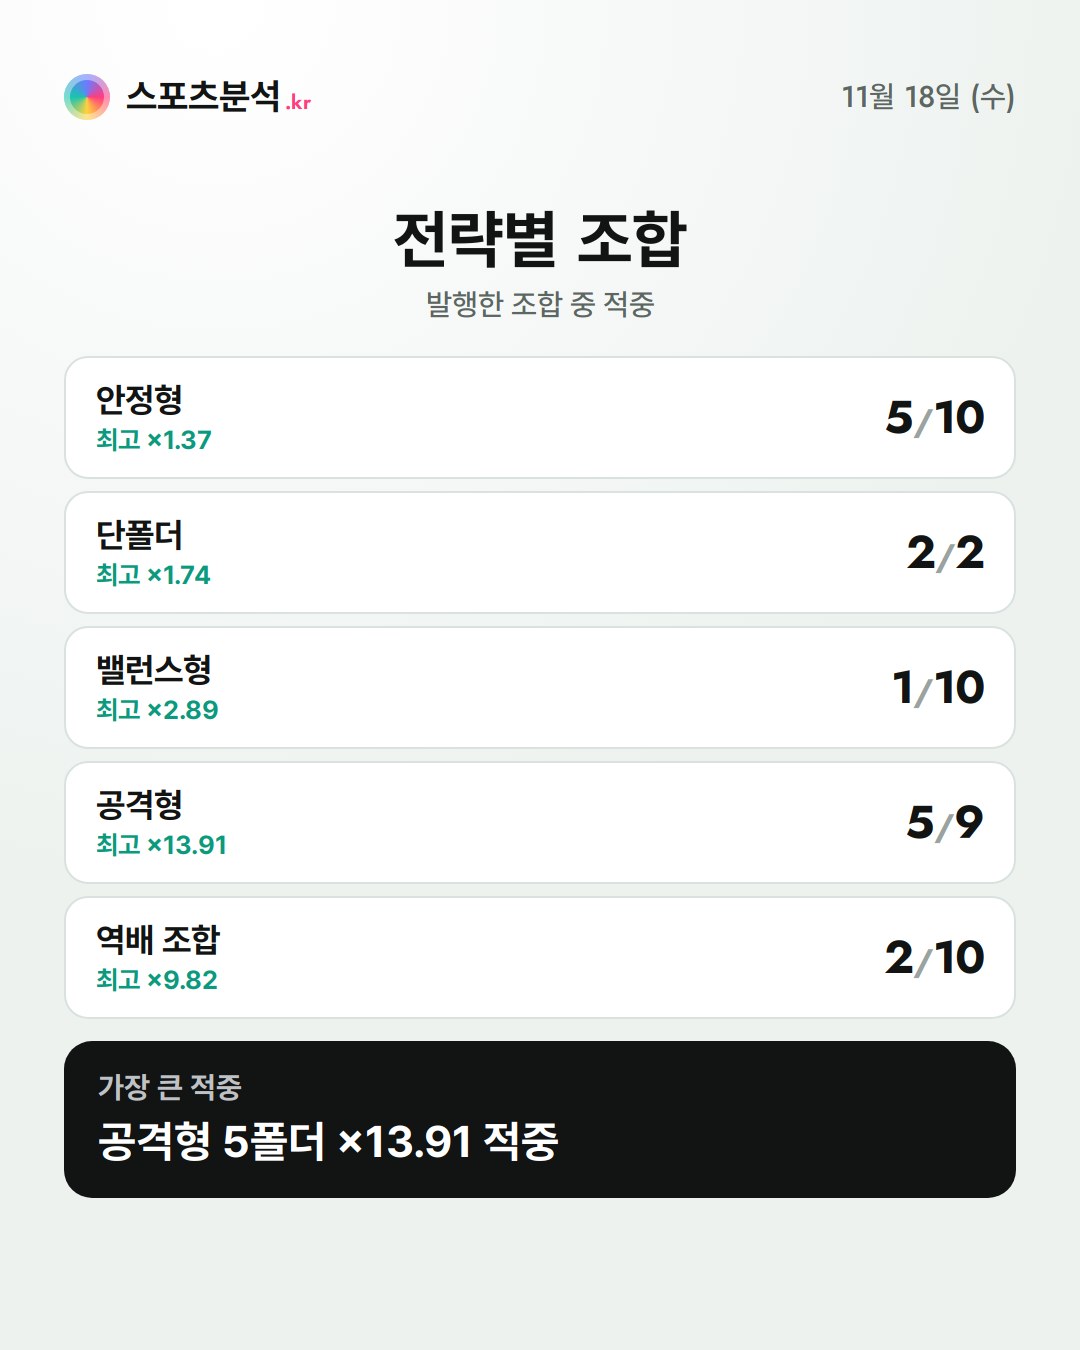 스포츠분석.kr
11월 18일 (수)
전략별 조합
발행한 조합 중 적중
안정형
최고 ×1.37
5/10
단폴더
최고 ×1.74
2/2
밸런스형
최고 ×2.89
1/10
공격형
최고 ×13.91
5/9
역배 조합
최고 ×9.82
2/10
가장 큰 적중
공격형 5폴더 ×13.91 적중